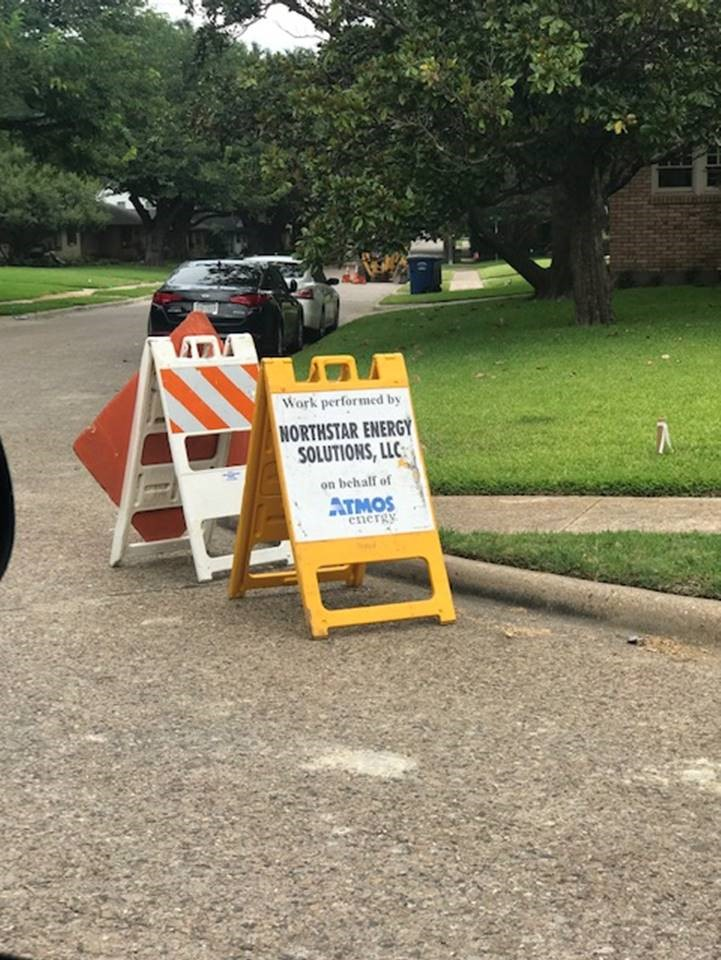 Work performed by
NORTHSTAR ENERGY
SOLUTIONS, LLC
on behalf of
ATMOS
energy